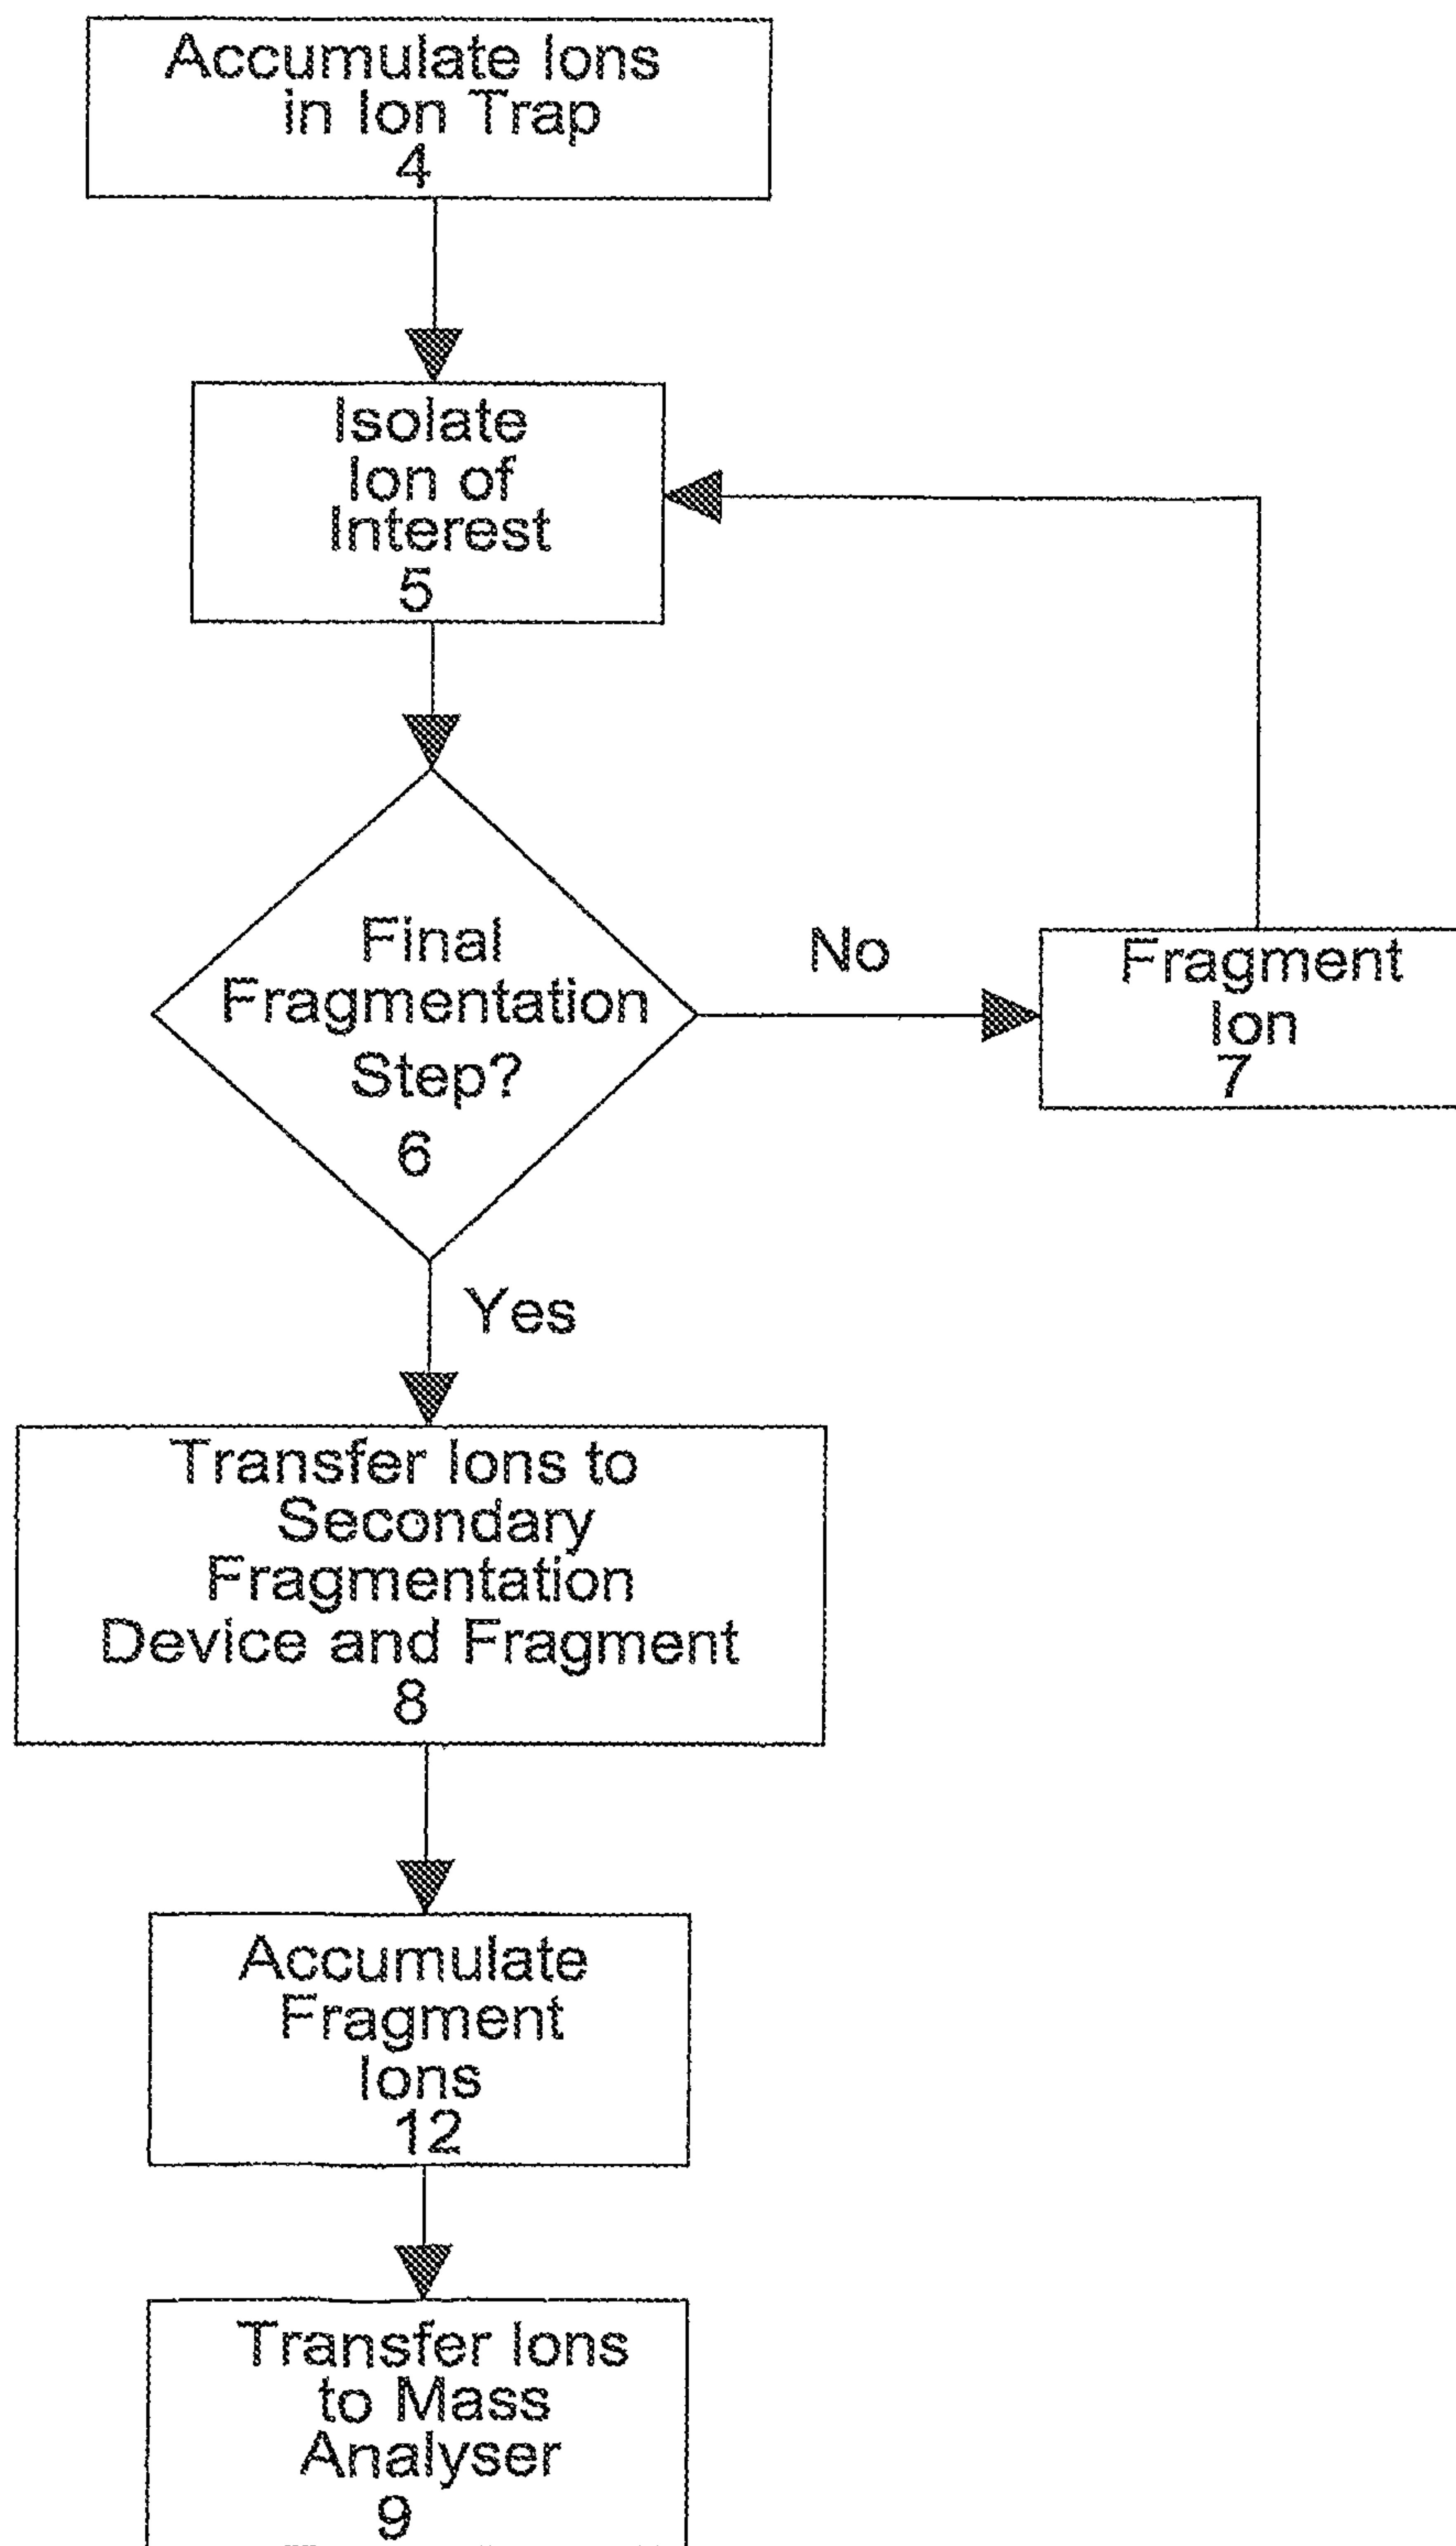 Accumulate Ions
in Ion Trap
4
Isolate
Ion of
Interest
5
Final
Fragmentation
Step?
6
No
Fragment
Ion
7
Yes
Transfer Ions to
Secondary
Fragmentation
Device and Fragment
8
Accumulate
Fragment
Ions
12
Transfer Ions
to Mass
Analyser
9